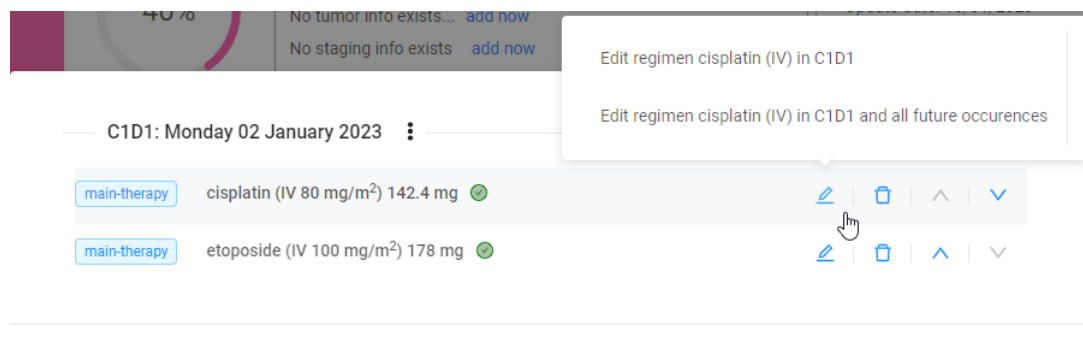 40%
No tumor info exists... add now
No staging info exists add now
Edit regimen cisplatin (IV) in C1D1
Edit regimen cisplatin (IV) in C1D1 and all future occurences
C1D1: Monday 02 January 2023
main-therapy cisplatin (IV 80 mg/m²) 142.4 mg
main-therapy etoposide (IV 100 mg/m²) 178 mg